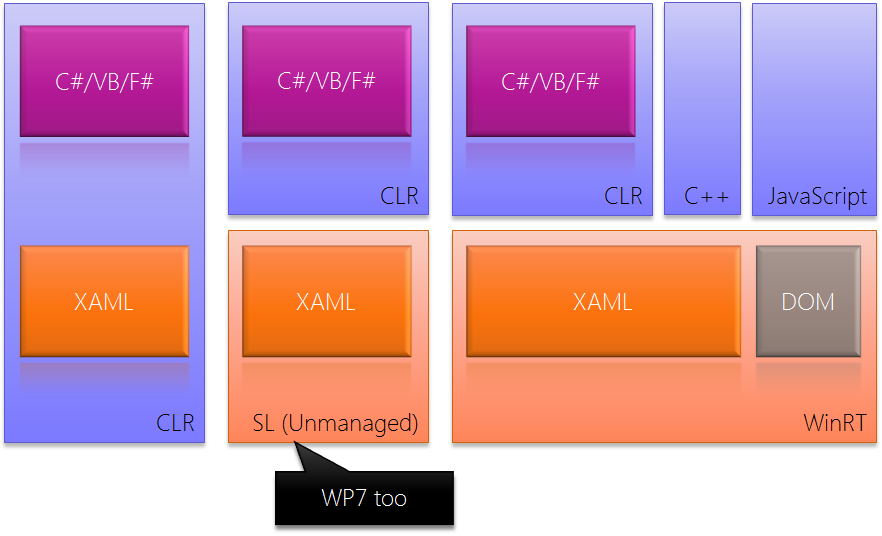 C#/VB/F#
C#/VB/F#
C#/VB/F#
CLR
CLR
C++
JavaScript
XAML
XAML
XAML
DOM
CLR
SL (Unmanaged)
WinRT
WP7 too